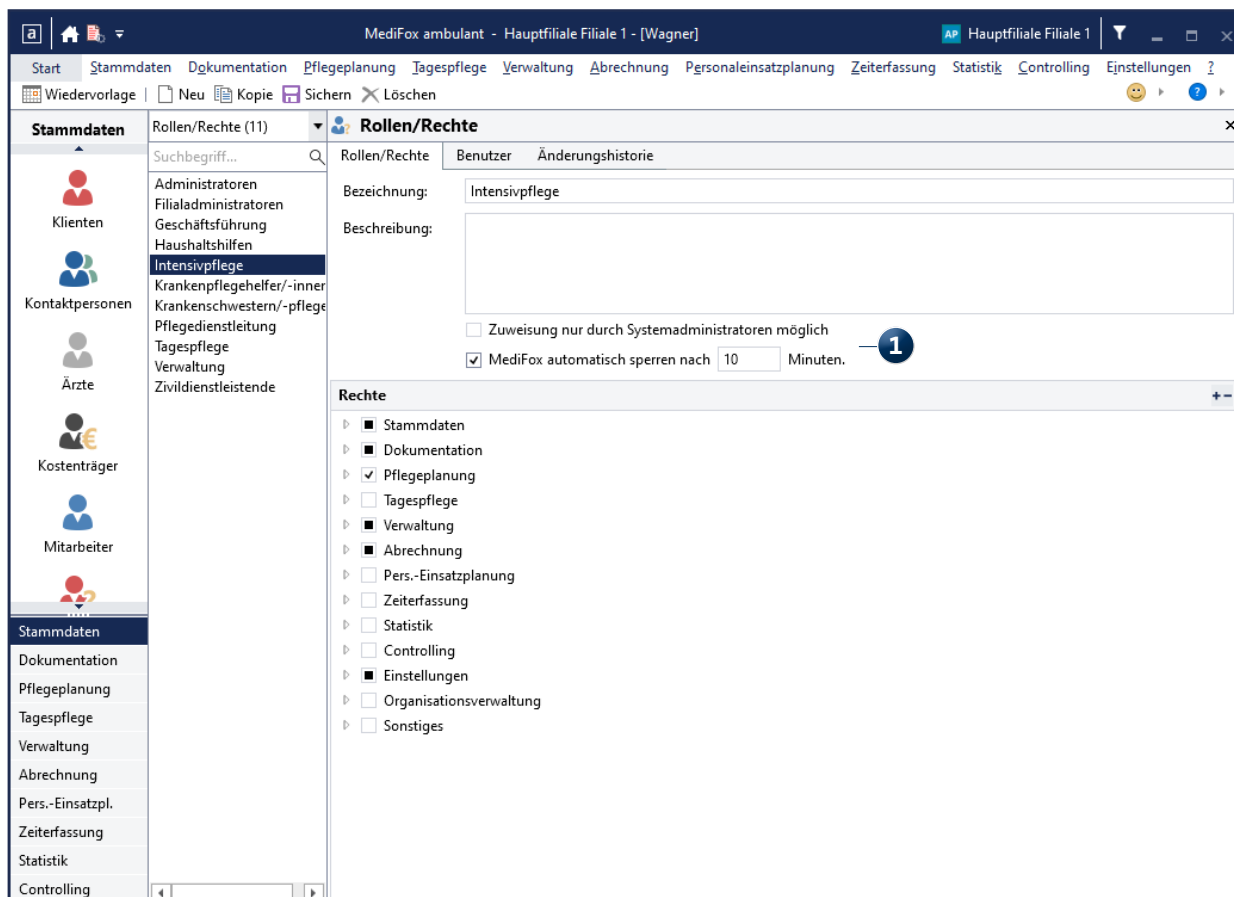 a
MediFox ambulant - Hauptfiliale Filiale 1 - [Wagner]
AP Hauptfiliale Filiale 1
Start Stammdaten Dokumentation Pflegeplanung Tagespflege Verwaltung Abrechnung Personaleinsatzplanung Zeiterfassung Statistik Controlling Einstellungen ?
Wiedervorlage | Neu Kopie Sichern Löschen
?
Stammdaten
Klienten
Kontaktpersonen
Ärzte
Kostenträger
Mitarbeiter
Stammdaten
Dokumentation
Pflegeplanung
Tagespflege
Verwaltung
Abrechnung
Pers.-Einsatzpl.
Zeiterfassung
Statistik
Controlling
Rollen/Rechte (11)
Suchbegriff...
Administratoren
Filialadministratoren
Geschäftsführung
Haushaltshilfen
Intensivpflege
Krankenpflegehelfer/-inner
Krankenschwestern/-pflege
Pflegedienstleitung
Tagespflege
Verwaltung
Zivildienstleistende
Rollen/Rechte
Rollen/Rechte Benutzer Änderungshistorie
Bezeichnung: Intensivpflege
Beschreibung:
Zuweisung nur durch Systemadministratoren möglich
MediFox automatisch sperren nach 10 Minuten.
1
Rechte
Stammdaten
Dokumentation
Pflegeplanung
Tagespflege
Verwaltung
Abrechnung
Pers.-Einsatzplanung
Zeiterfassung
Statistik
Controlling
Einstellungen
Organisationsverwaltung
Sonstiges